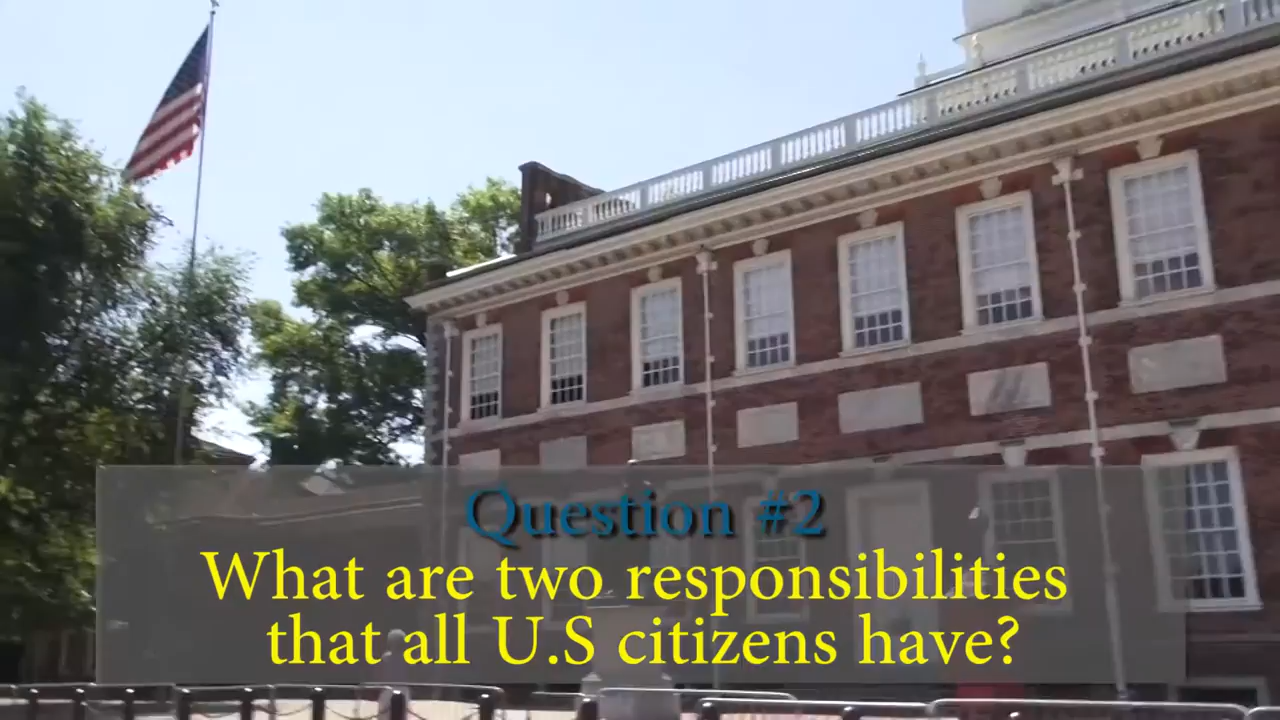 Question #2
What are two responsibilities
that all U.S citizens have?